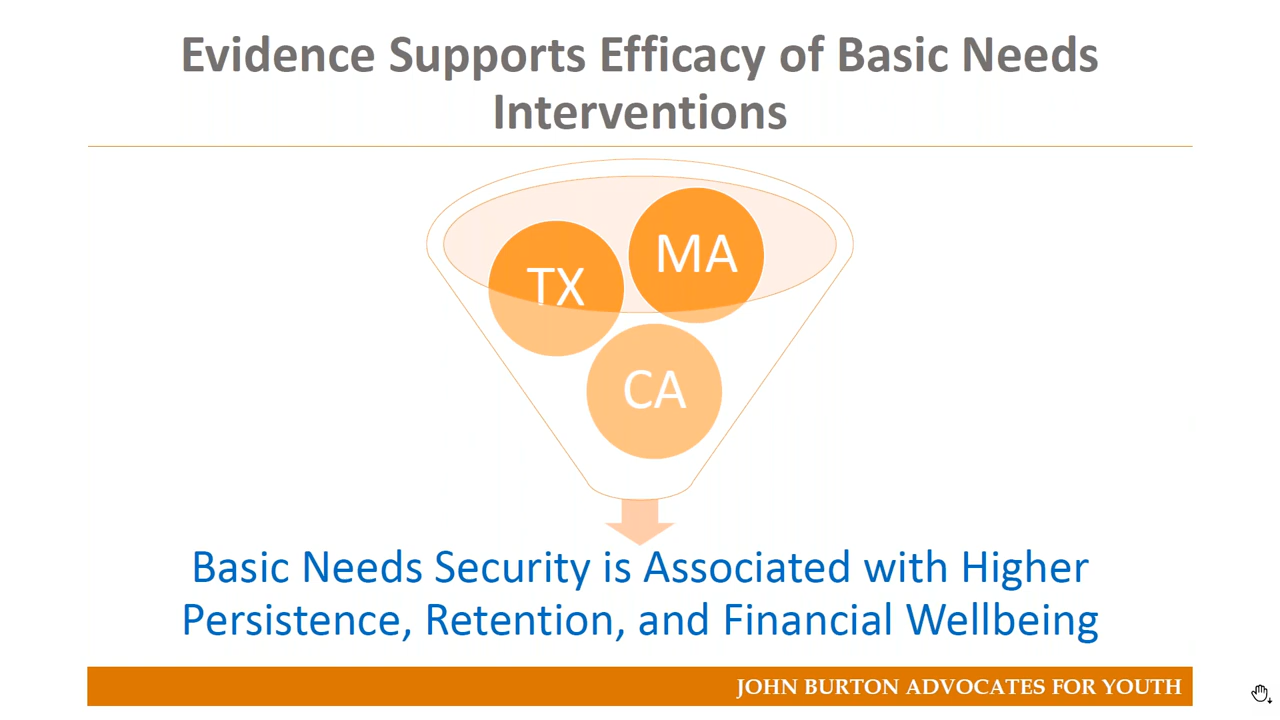 Evidence Supports Efficacy of Basic Needs
Interventions
TX
MA
CA
Basic Needs Security is Associated with Higher
Persistence, Retention, and Financial Wellbeing
JOHN BURTON ADVOCATES FOR YOUTH